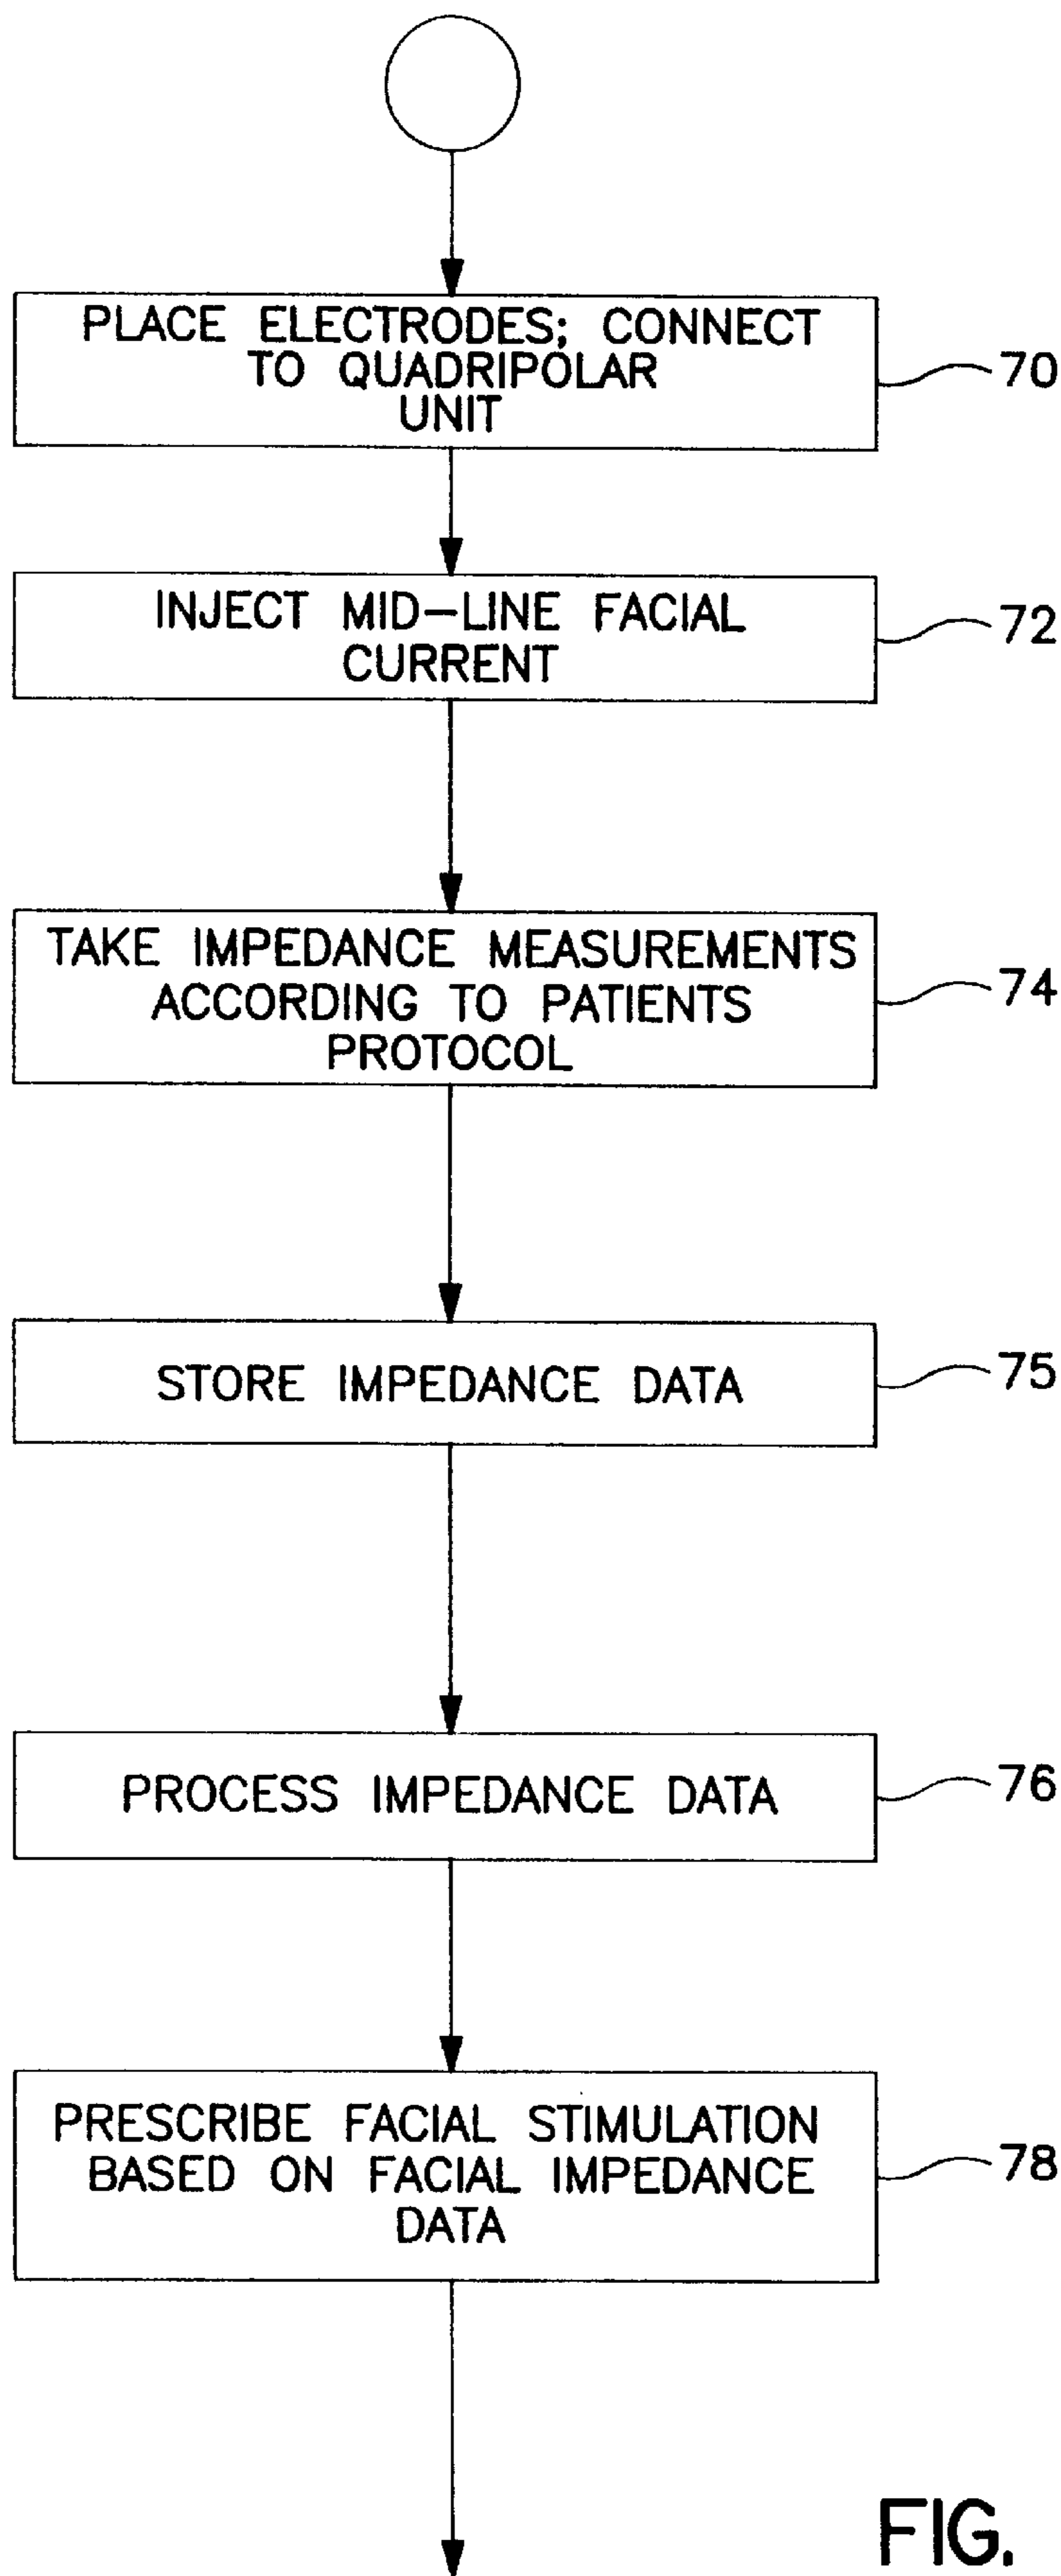 PLACE ELECTRODES; CONNECT
TO QUADRIPOLAR
UNIT
70
INJECT MID-LINE FACIAL
CURRENT
72
TAKE IMPEDANCE MEASUREMENTS
ACCORDING TO PATIENTS
PROTOCOL
74
STORE IMPEDANCE DATA
75
PROCESS IMPEDANCE DATA
76
PRESCRIBE FACIAL STIMULATION
BASED ON FACIAL IMPEDANCE
DATA
78
FIG.